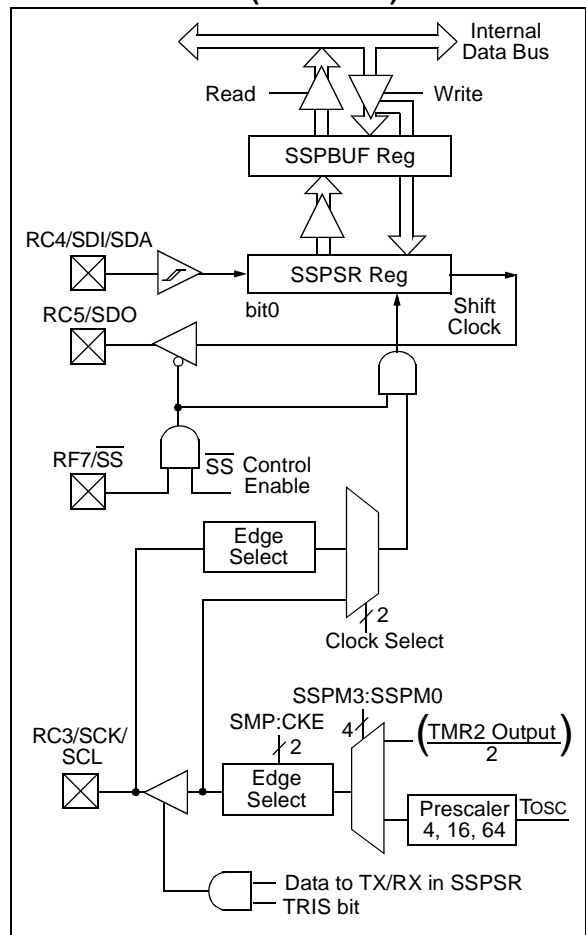 Internal
Data Bus
Read
Write
SSPBUF Reg
RC4/SDI/SDA
SSPSR Reg
bit0
Shift
Clock
RC5/SDO
RF7/SS
SS Control
Enable
Edge
Select
2
Clock Select
SSPM3:SSPM0
SMP:CKE
4
2
(TMR2 Output
2)
RC3/SCK/
SCL
Edge
Select
Prescaler
4, 16, 64
TOSC
Data to TX/RX in SSPSR
TRIS bit